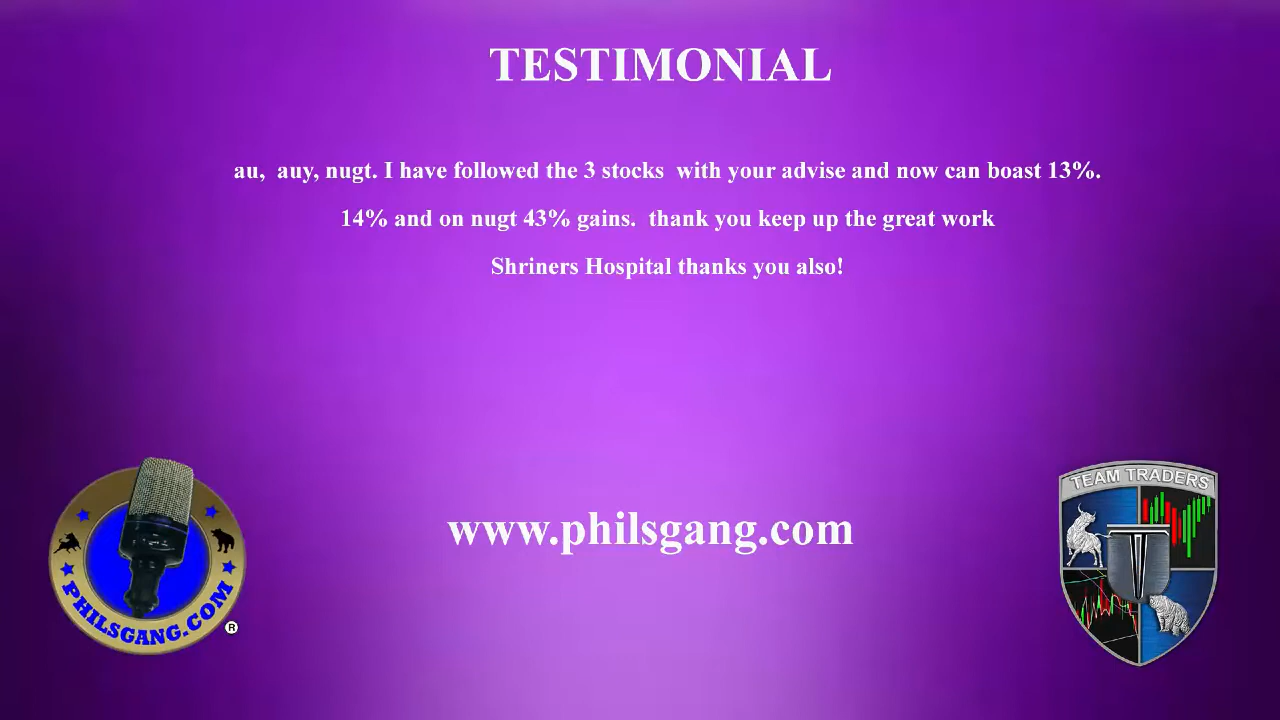 TESTIMONIAL
au,  auy, nugt. I have followed the 3 stocks  with your advise and now can boast 13%.
14% and on nugt 43% gains.  thank you keep up the great work
Shriners Hospital thanks you also!
www.philsgang.com
PHILSGANG.COM
®
TEAM TRADERS
T